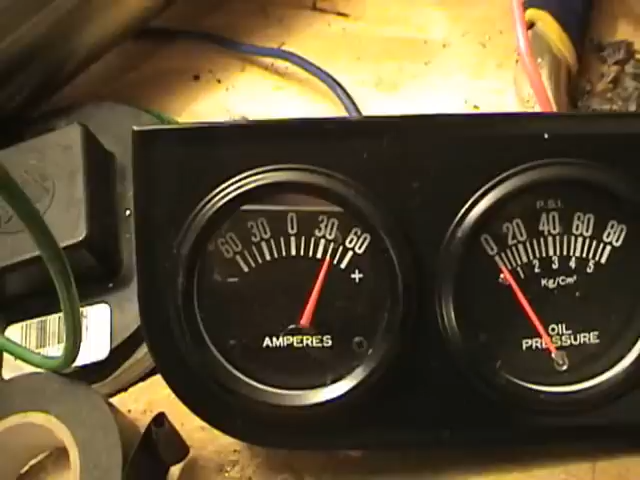 60 30 0 30 60
- +
AMPERES
P.S.I.
0 20 40 60 80
1 2 3 4 5
Kg/Cm²
OIL
PRESSURE